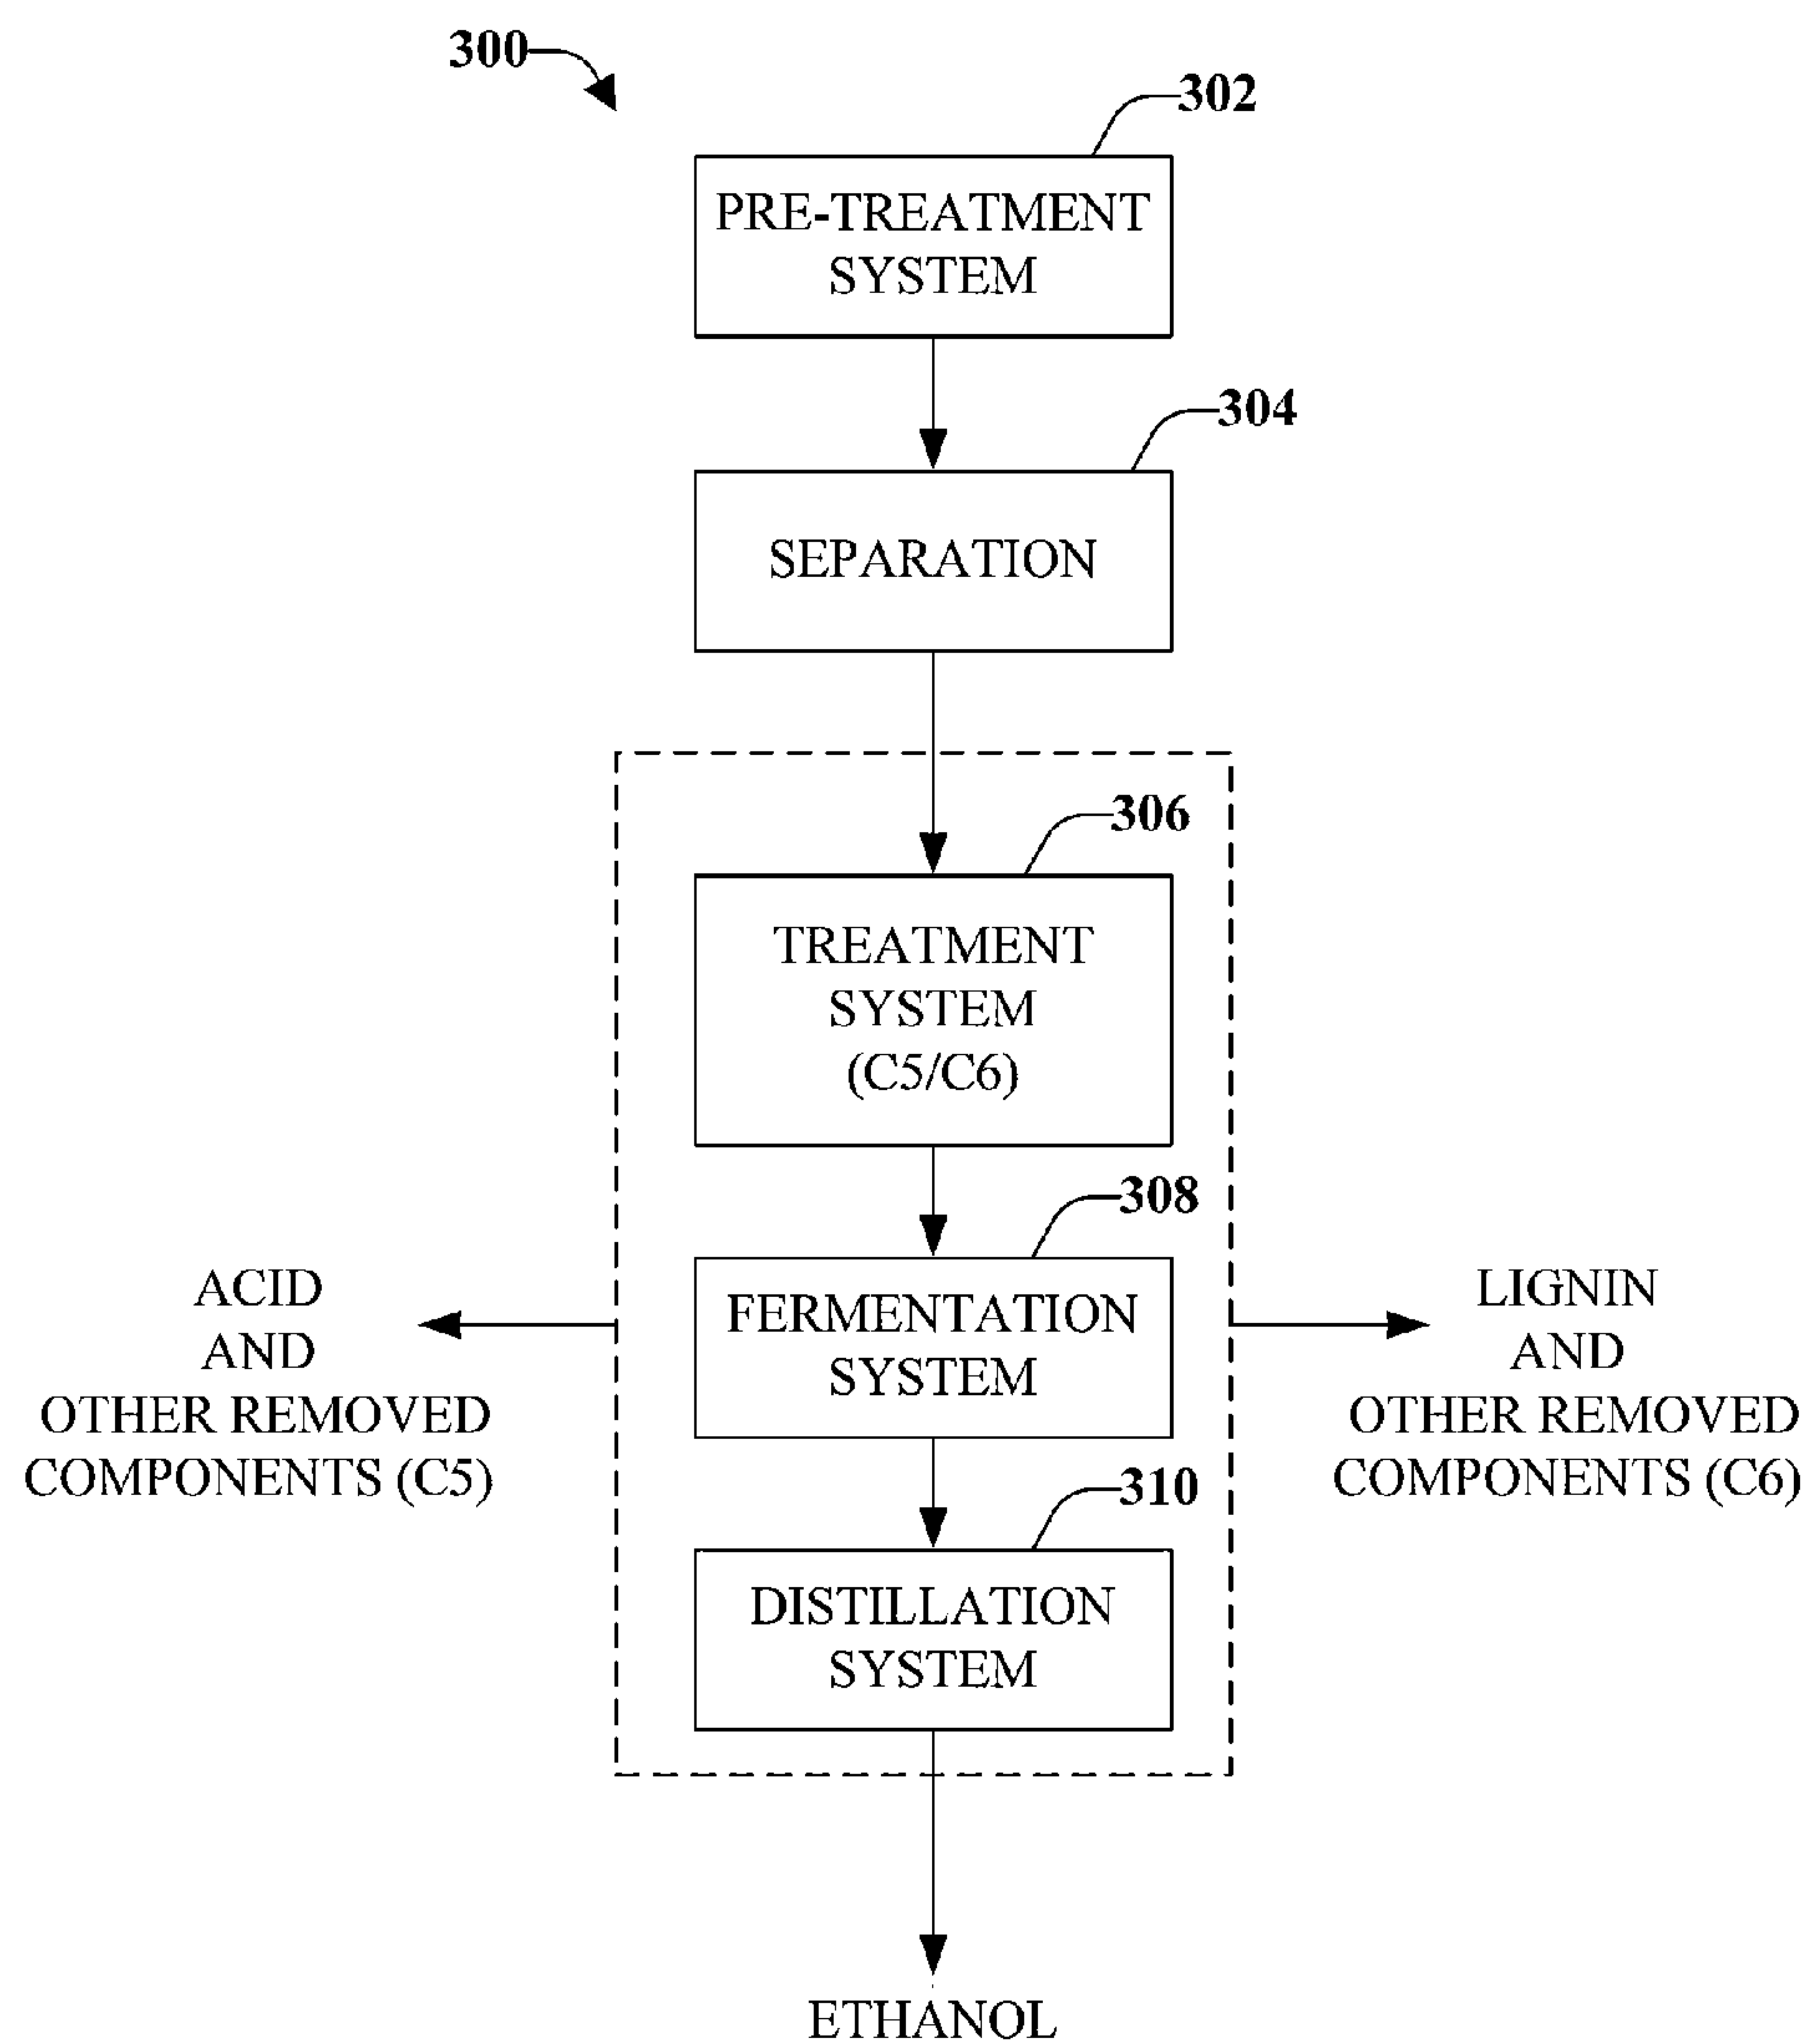 300
302
PRE-TREATMENT
SYSTEM
304
SEPARATION
306
TREATMENT
SYSTEM
(C5/C6)
308
FERMENTATION
SYSTEM
ACID
AND
OTHER REMOVED
COMPONENTS (C5)
LIGNIN
AND
OTHER REMOVED
COMPONENTS (C6)
310
DISTILLATION
SYSTEM
ETHANOL